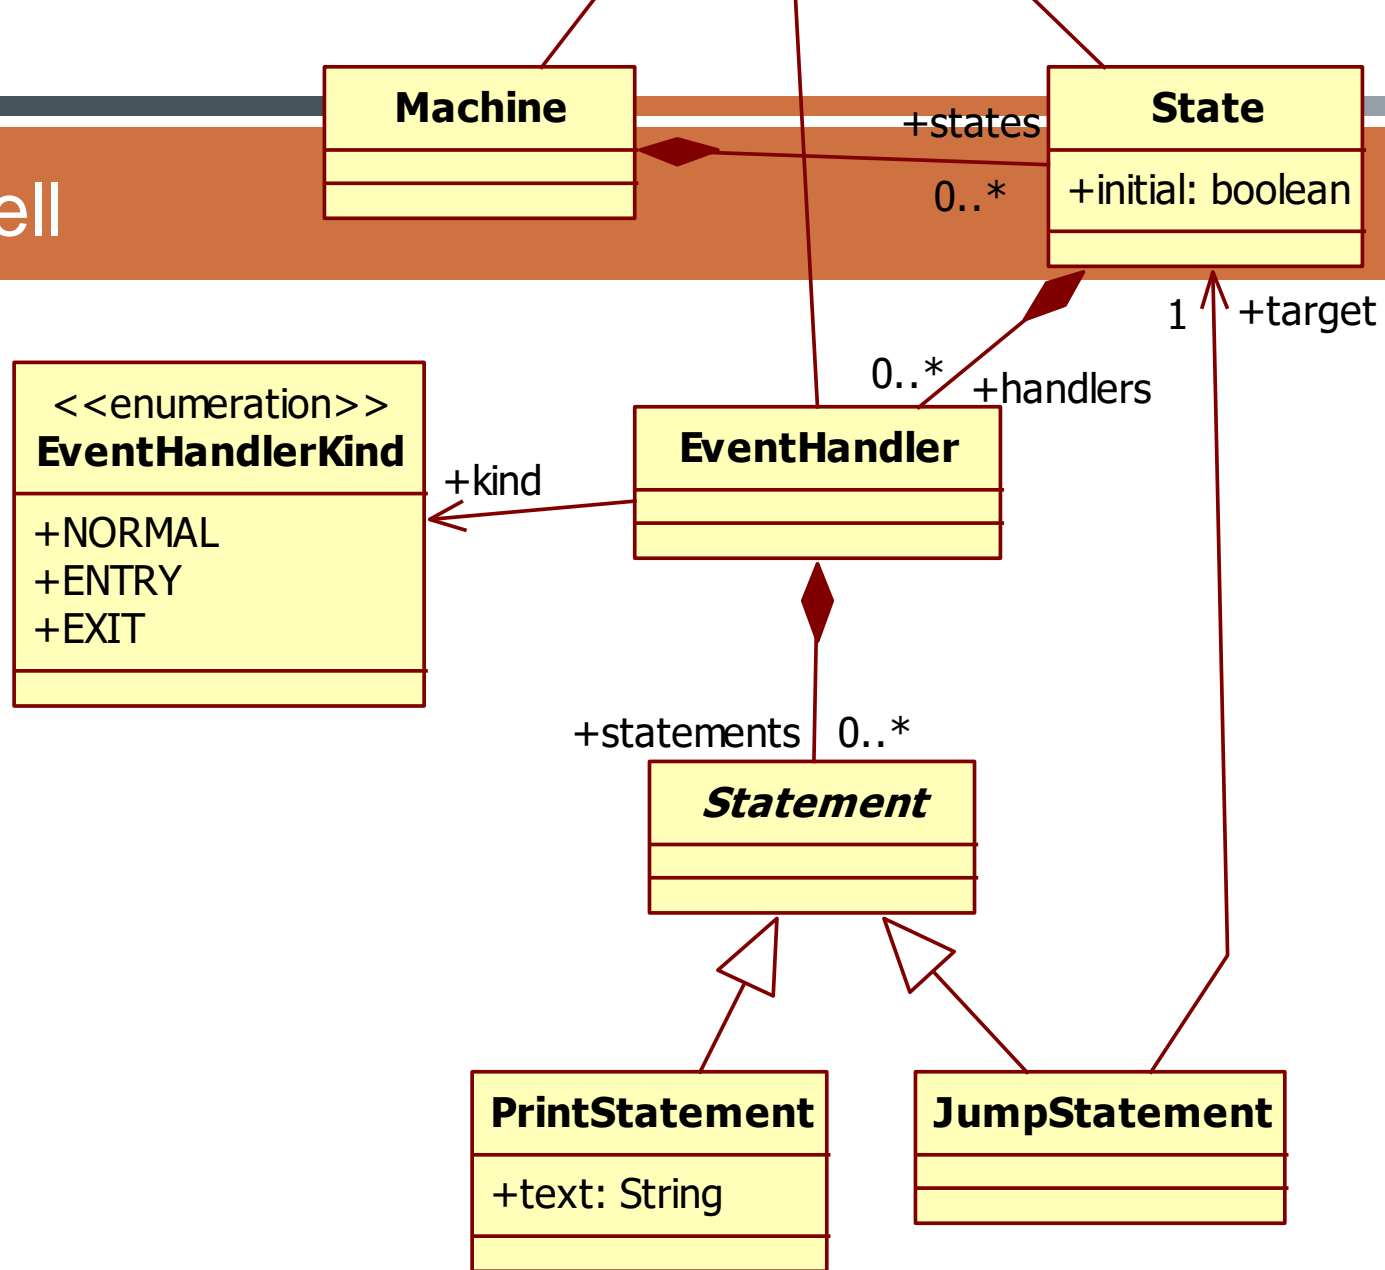 Machine
State
+states
+initial: boolean
0..*
ell
1
+target
0..*
+handlers
<<enumeration>>
EventHandlerKind
EventHandler
+kind
+NORMAL
+ENTRY
+EXIT
+statements
0..*
Statement
PrintStatement
JumpStatement
+text: String